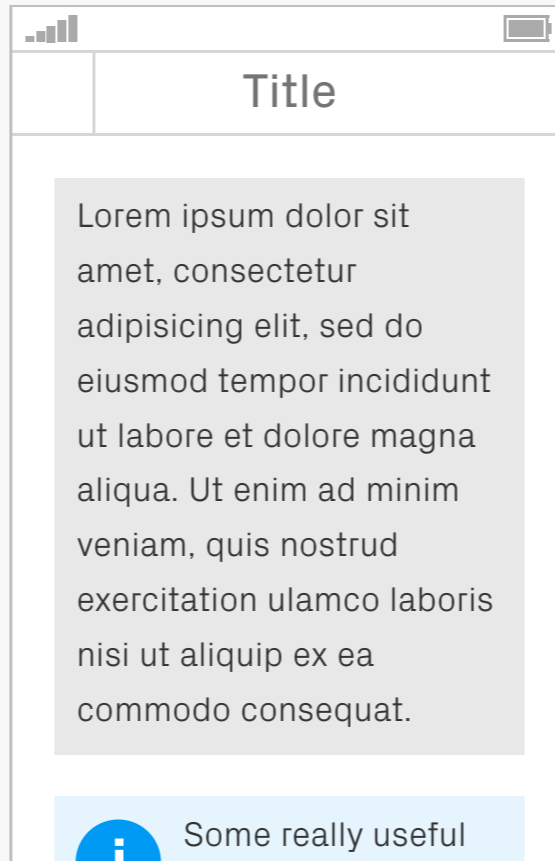 Title
Lorem ipsum dolor sit
amet, consectetur
adipisicing elit, sed do
eiusmod tempor incididunt
ut labore et dolore magna
aliqua. Ut enim ad minim
veniam, quis nostrud
exercitation ulamco laboris
nisi ut aliquip ex ea
commodo consequat.
i Some really useful